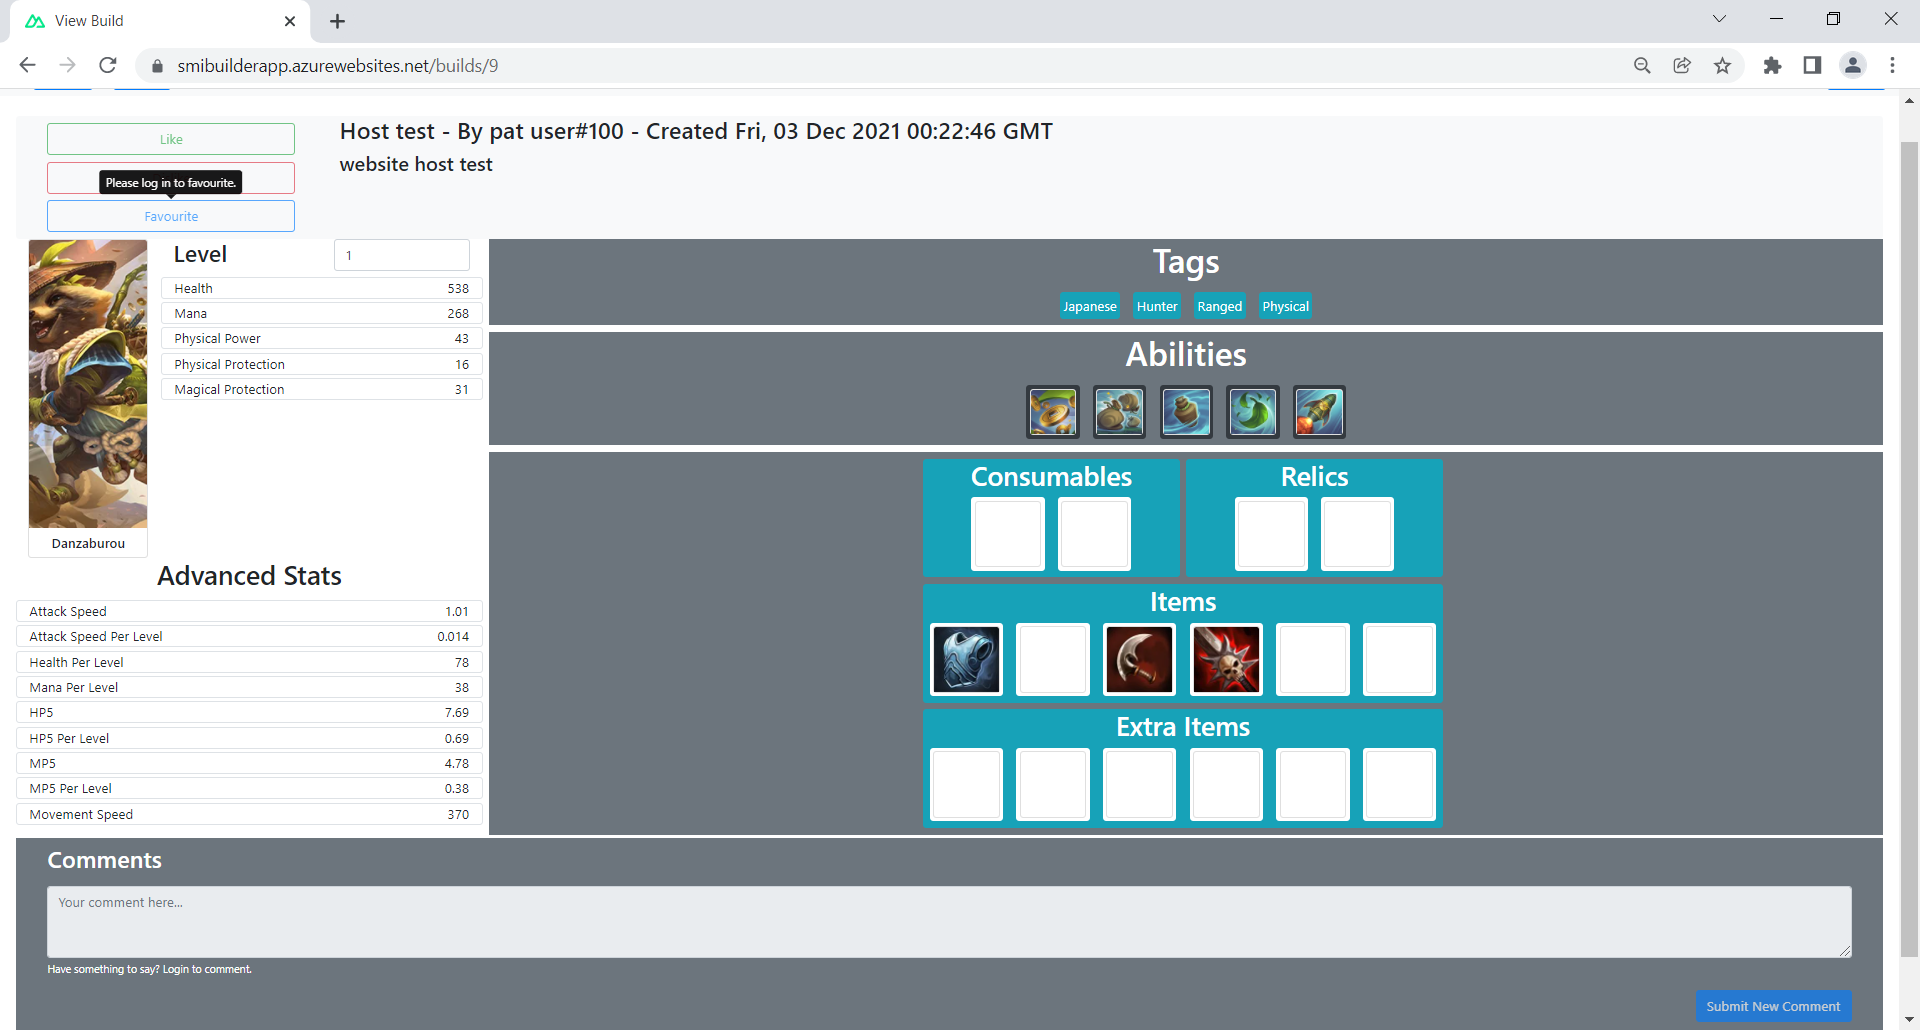 View Build
smibuilderapp.azurewebsites.net/builds/9
Like
Please log in to favourite.
Favourite
Host test - By pat user#100 - Created Fri, 03 Dec 2021 00:22:46 GMT
website host test
Danzaburou
Level 1
Health 538
Mana 268
Physical Power 43
Physical Protection 16
Magical Protection 31
Advanced Stats
Attack Speed 1.01
Attack Speed Per Level 0.014
Health Per Level 78
Mana Per Level 38
HP5 7.69
HP5 Per Level 0.69
MP5 4.78
MP5 Per Level 0.38
Movement Speed 370
Tags
Japanese Hunter Ranged Physical
Abilities
Consumables
Relics
Items
Extra Items
Comments
Your comment here...
Have something to say? Login to comment.
Submit New Comment